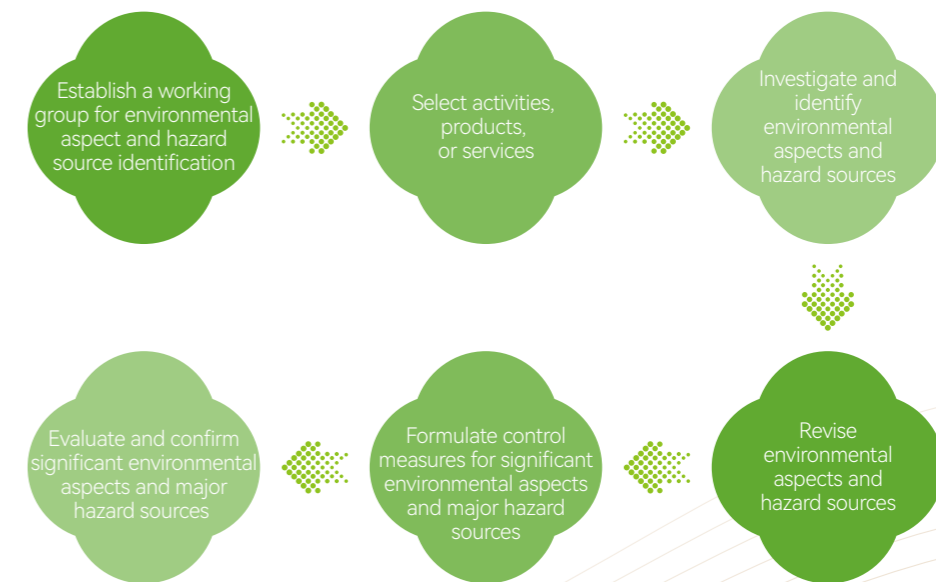 Establish a working
group for environmental
aspect and hazard
source identification
Select activities,
products,
or services
Investigate and
identify
environmental
aspects and
hazard sources
Revise
environmental
aspects and
hazard sources
Formulate control
measures for significant
environmental aspects
and major hazard
sources
Evaluate and confirm
significant environmental
aspects and major
hazard sources